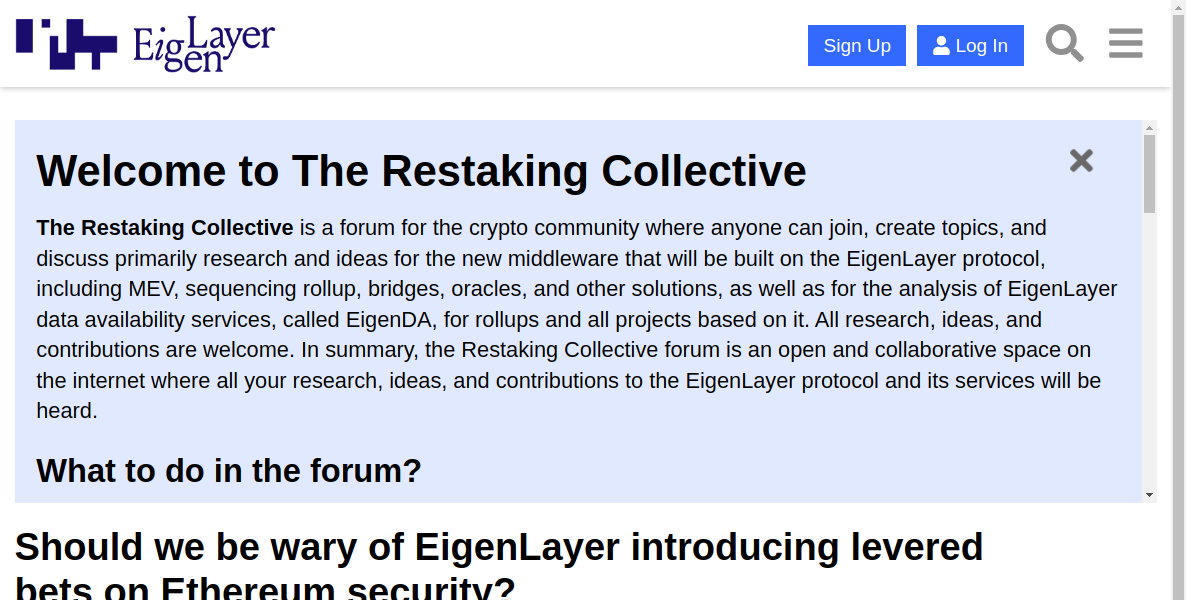 EigenLayer
Sign Up
Log In
Welcome to The Restaking Collective
The Restaking Collective is a forum for the crypto community where anyone can join, create topics, and
discuss primarily research and ideas for the new middleware that will be built on the EigenLayer protocol,
including MEV, sequencing rollup, bridges, oracles, and other solutions, as well as for the analysis of EigenLayer
data availability services, called EigenDA, for rollups and all projects based on it. All research, ideas, and
contributions are welcome. In summary, the Restaking Collective forum is an open and collaborative space on
the internet where all your research, ideas, and contributions to the EigenLayer protocol and its services will be
heard.
What to do in the forum?
Should we be wary of EigenLayer introducing levered
bets on Ethereum security?